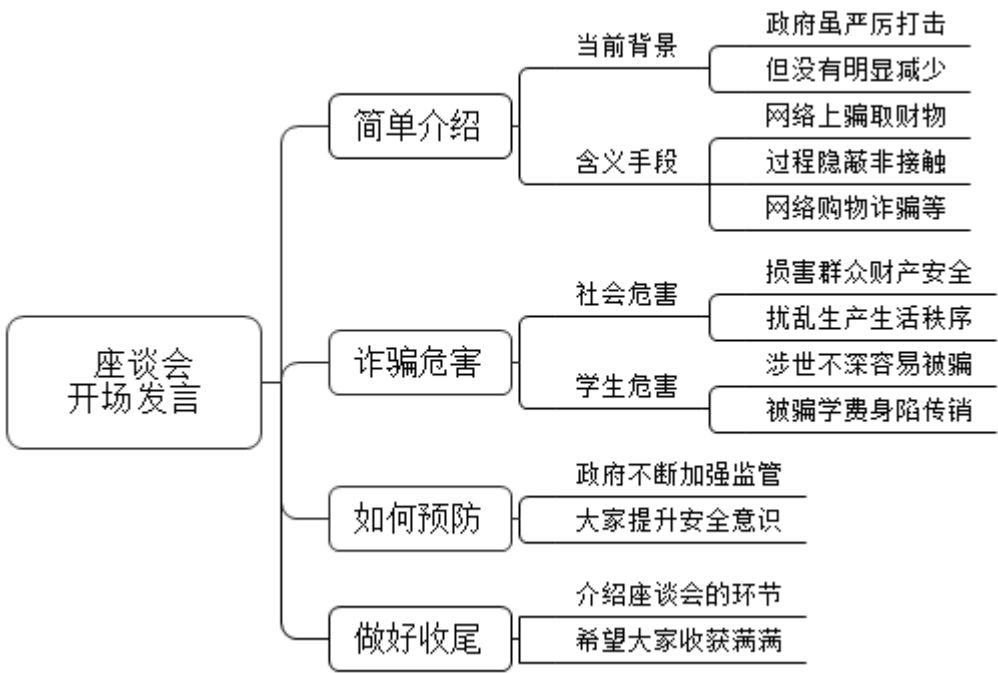 座谈会
开场发言
简单介绍
当前背景
政府虽严厉打击
但没有明显减少
含义手段
网络上骗取财物
过程隐蔽非接触
网络购物诈骗等
诈骗危害
社会危害
损害群众财产安全
扰乱生产生活秩序
学生危害
涉世不深容易被骗
被骗学费身陷传销
如何预防
政府不断加强监管
大家提升安全意识
做好收尾
介绍座谈会的环节
希望大家收获满满